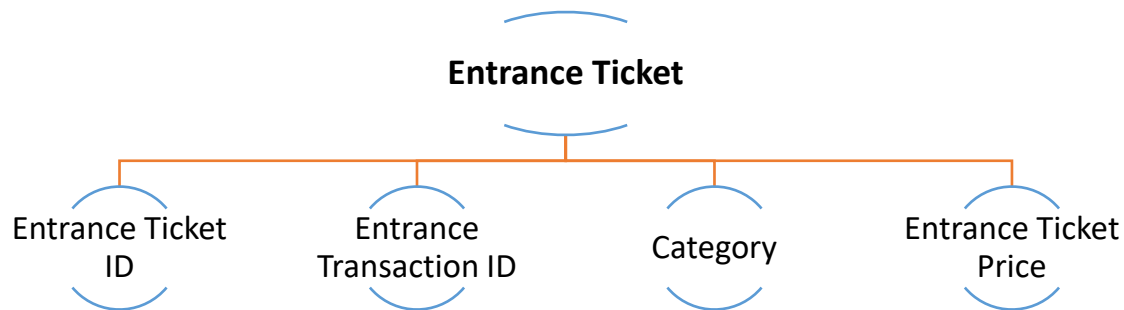 Entrance Ticket
Entrance Ticket
ID
Entrance
Transaction ID
Category
Entrance Ticket
Price